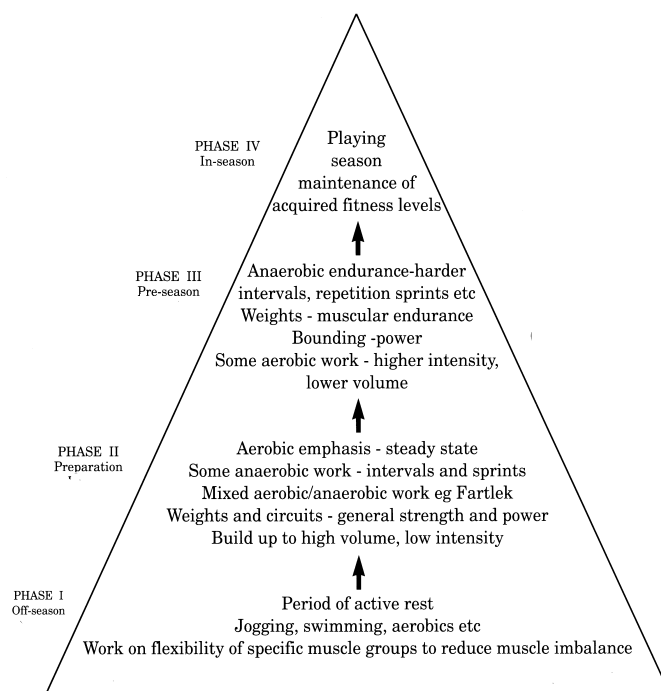 PHASE IV
In-season
Playing
season
maintenance of
acquired fitness levels
PHASE III
Pre-season
Anaerobic endurance-harder
intervals, repetition sprints etc
Weights - muscular endurance
Bounding -power
Some aerobic work - higher intensity,
lower volume
PHASE II
Preparation
Aerobic emphasis - steady state
Some anaerobic work - intervals and sprints
Mixed aerobic/anaerobic work eg Fartlek
Weights and circuits - general strength and power
Build up to high volume, low intensity
PHASE I
Off-season
Period of active rest
Jogging, swimming, aerobics etc
Work on flexibility of specific muscle groups to reduce muscle imbalance